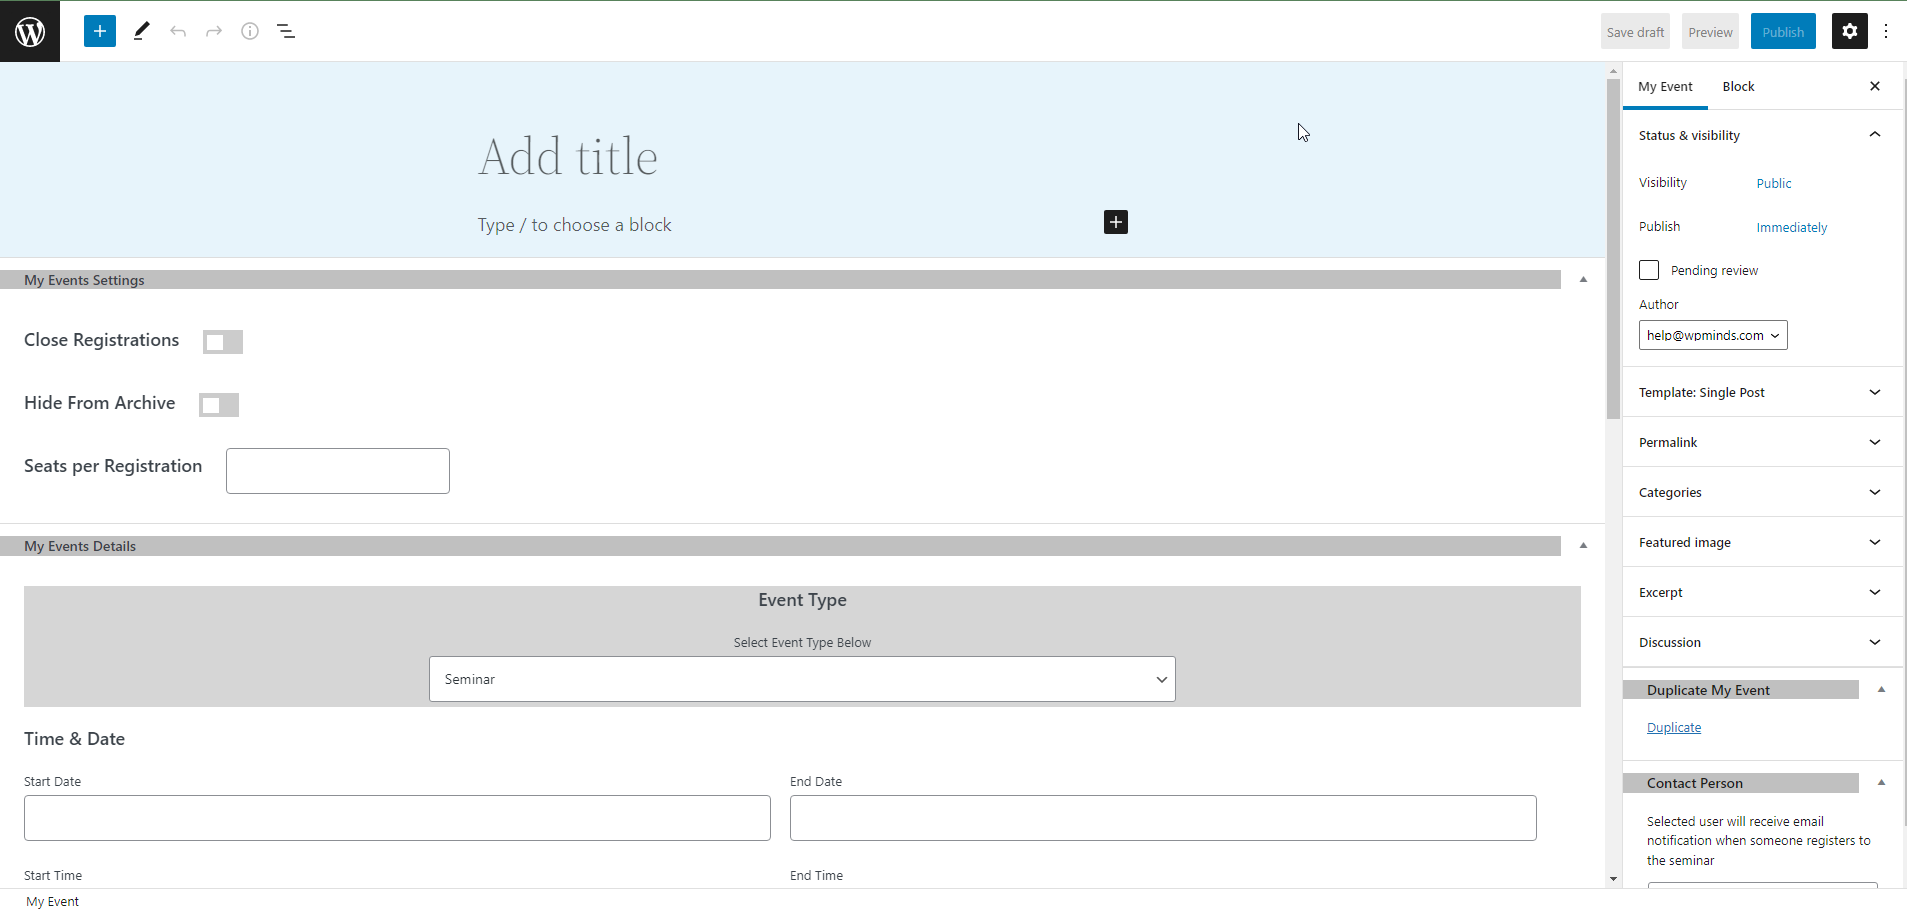 Save draft
Preview
Publish
My Event
Block
Add title
Type / to choose a block
My Events Settings
Close Registrations
Hide From Archive
Seats per Registration
My Events Details
Event Type
Select Event Type Below
Seminar
Time & Date
Start Date
End Date
Start Time
End Time
Status & visibility
Visibility
Public
Publish
Immediately
Pending review
Author
help@wpminds.com
Template: Single Post
Permalink
Categories
Featured image
Excerpt
Discussion
Duplicate My Event
Duplicate
Contact Person
Selected user will receive email
notification when someone registers to
the seminar
My Event